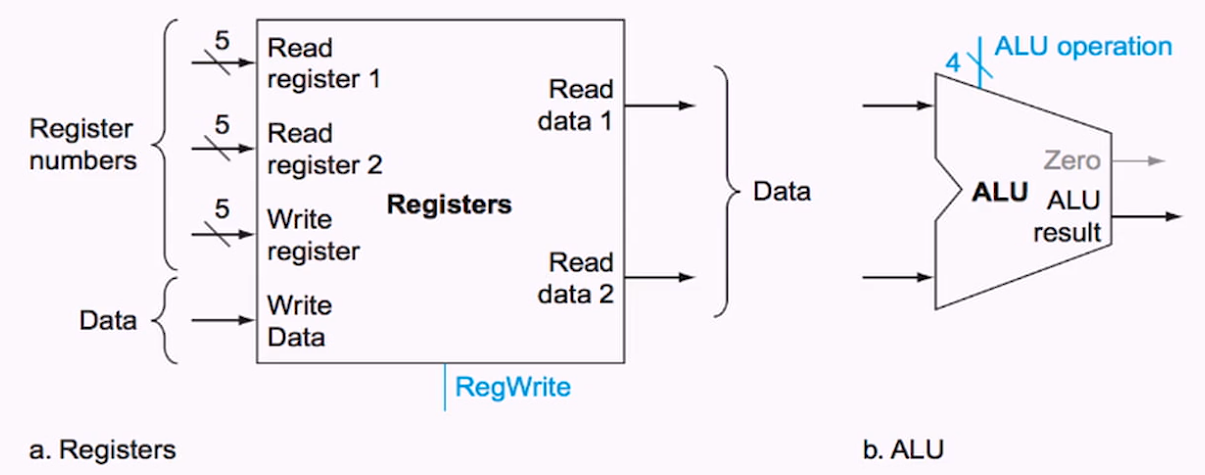 Register
numbers
Data
5
Read
register 1
5
Read
register 2
5
Write
register
Write
Data
Registers
Read
data 1
Read
data 2
Data
RegWrite
a. Registers
4
ALU operation
Zero
ALU
ALU
result
b. ALU